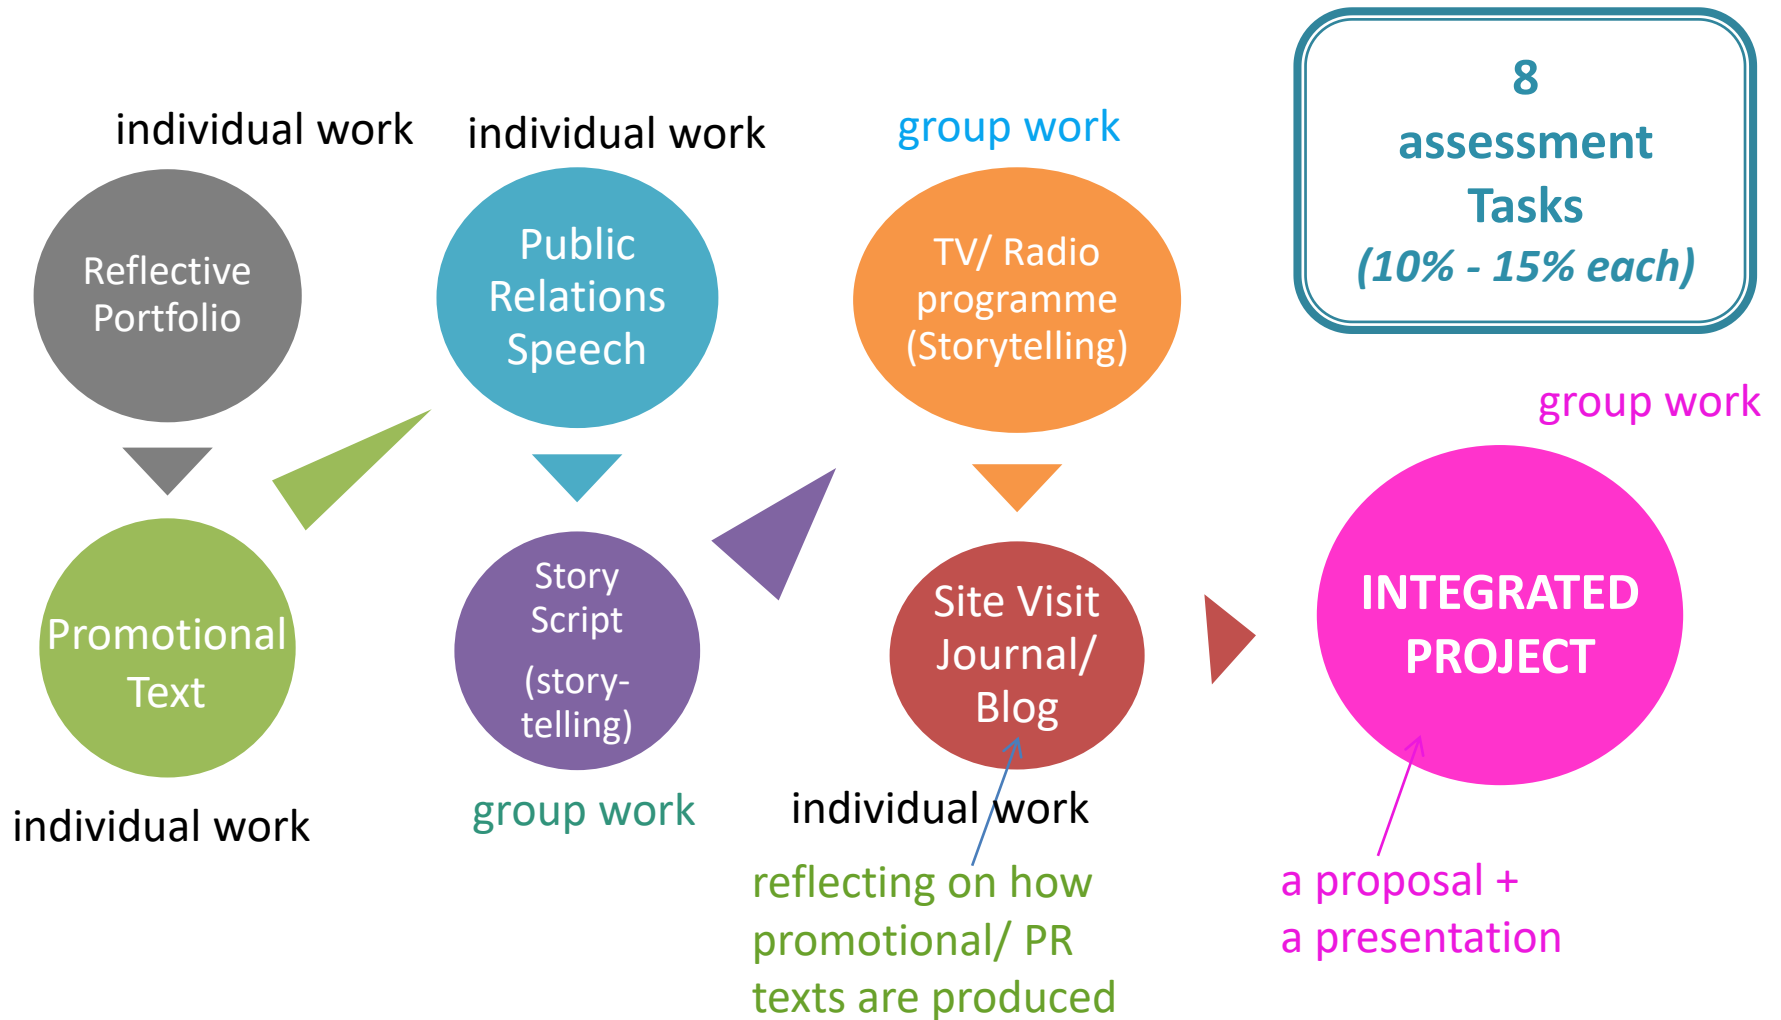 8
assessment
Tasks
(10% - 15% each)
individual work
individual work
group work
Reflective
Portfolio
Public
Relations
Speech
TV/ Radio
programme
(Storytelling)
group work
Promotional
Text
Story
Script
(story-
telling)
Site Visit
Journal/
Blog
INTEGRATED
PROJECT
individual work
group work
individual work
reflecting on how
promotional/ PR
texts are produced
a proposal +
a presentation